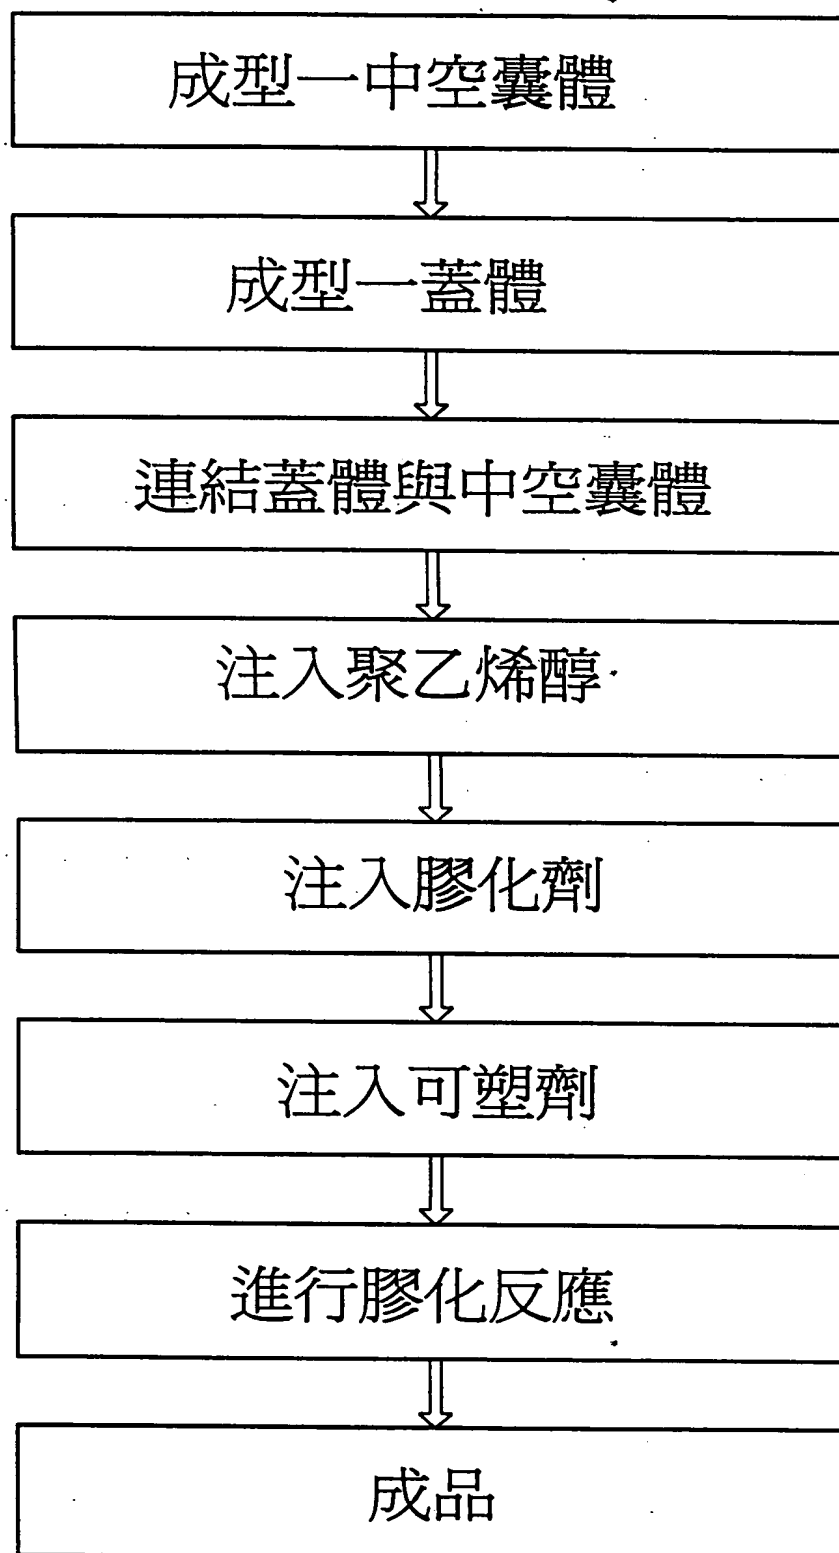 成型一中空囊體
成型一蓋體
連結蓋體與中空囊體
注入聚乙烯醇
注入膠化劑
注入可塑劑
進行膠化反應
成品